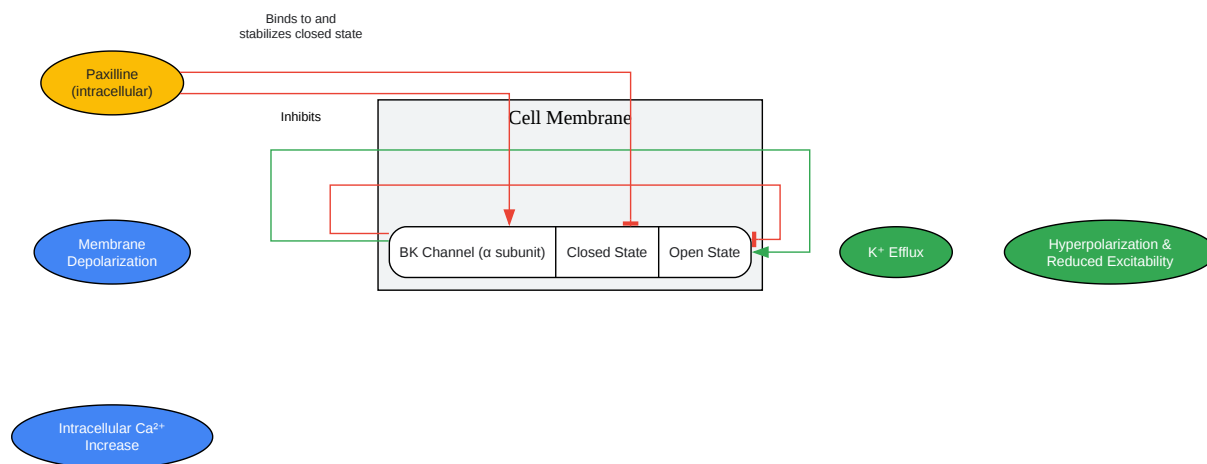 Binds to and
stabilizes closed state
Paxilline
(intracellular)
Inhibits
Cell Membrane
Membrane
Depolarization
BK Channel (α subunit)
Closed State
Open State
K⁺ Efflux
Hyperpolarization &
Reduced Excitability
Intracellular Ca²⁺
Increase